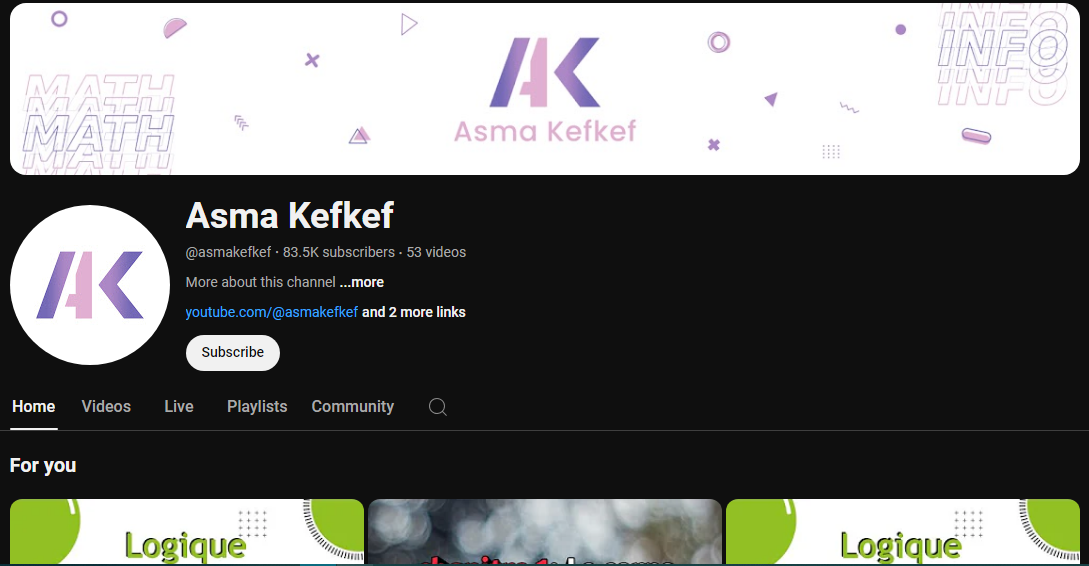 INFO
INFO
INFO
MATH
MATH
MATH
AK
Asma Kefkef
AK
Asma Kefkef
@asmakefkef · 83.5K subscribers · 53 videos
More about this channel ...more
youtube.com/@asmakefkef and 2 more links
Subscribe
Home Videos Live Playlists Community
For you
Logique
Logique